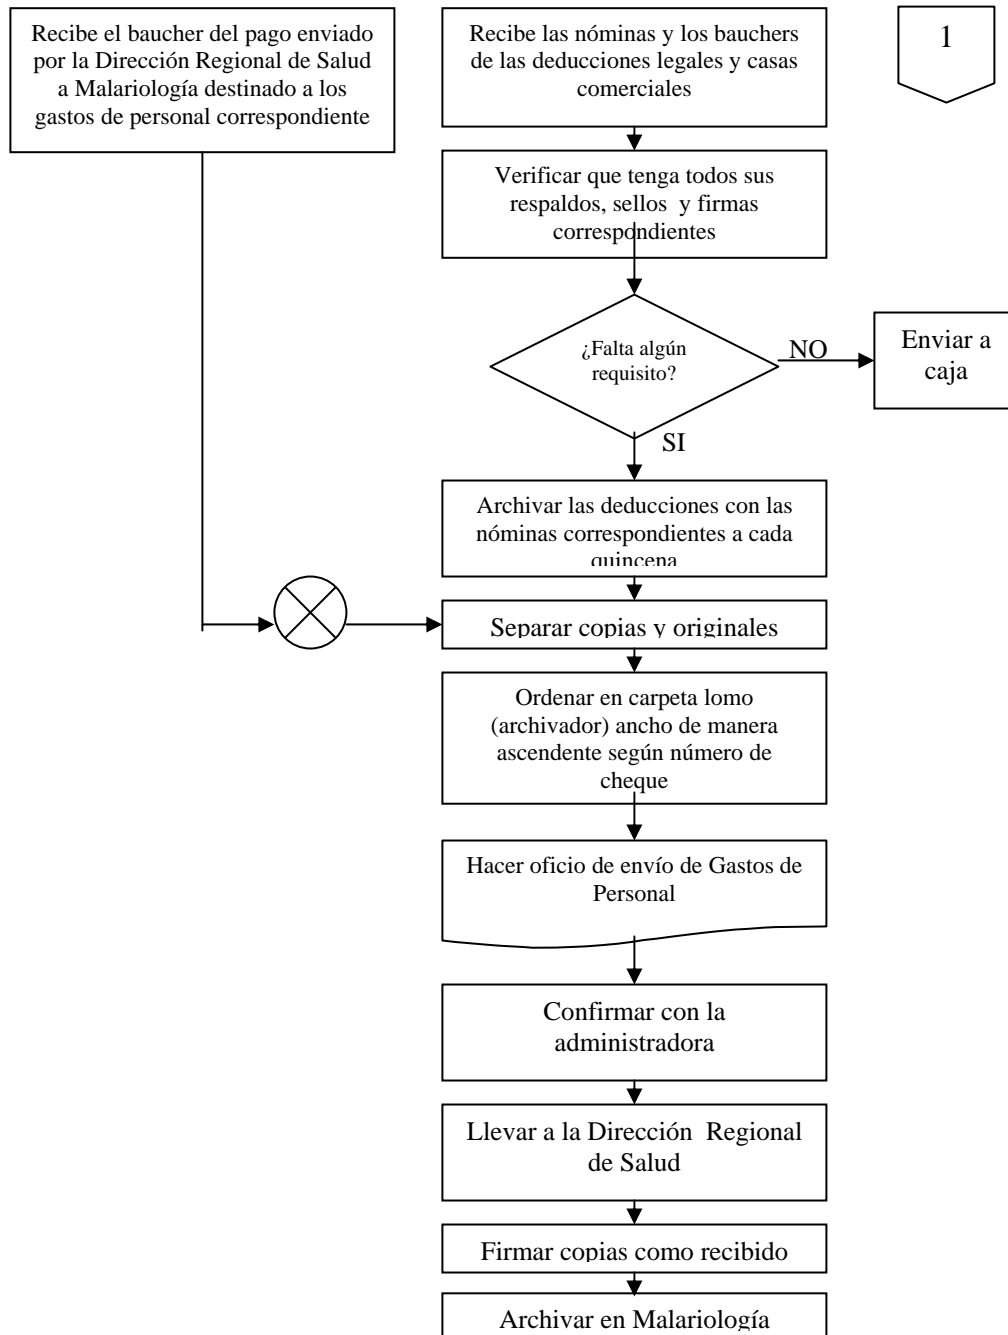 Recibe el baucher del pago enviado
por la Dirección Regional de Salud
a Malariología destinado a los
gastos de personal correspondiente
Recibe las nóminas y los bauchers
de las deducciones legales y casas
comerciales
1
Verificar que tenga todos sus
respaldos, sellos y firmas
correspondientes
¿Falta algún
requisito?
NO
Enviar a
caja
SI
Archivar las deducciones con las
nóminas correspondientes a cada
quincena
Separar copias y originales
Ordenar en carpeta lomo
(archivador) ancho de manera
ascendente según número de
cheque
Hacer oficio de envío de Gastos de
Personal
Confirmar con la
administradora
Llevar a la Dirección Regional
de Salud
Firmar copias como recibido
Archivar en Malariología